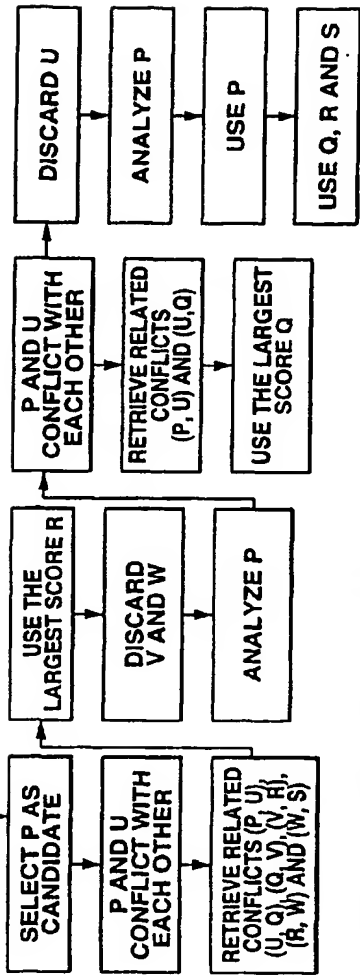 SELECT P AS
CANDIDATE
P AND U
CONFLICT WITH
EACH OTHER
RETRIEVE RELATED
CONFLICTS (P, U),
(U, Q), (Q, V), (V, R),
(R, W) AND (W, S)
USE THE
LARGEST SCORE R
DISCARD
V AND W
ANALYZE P
P AND U
CONFLICT WITH
EACH OTHER
RETRIEVE RELATED
CONFLICTS
(P, U) AND (U,Q)
USE THE LARGEST
SCORE Q
DISCARD U
ANALYZE P
USE P
USE Q, R AND S